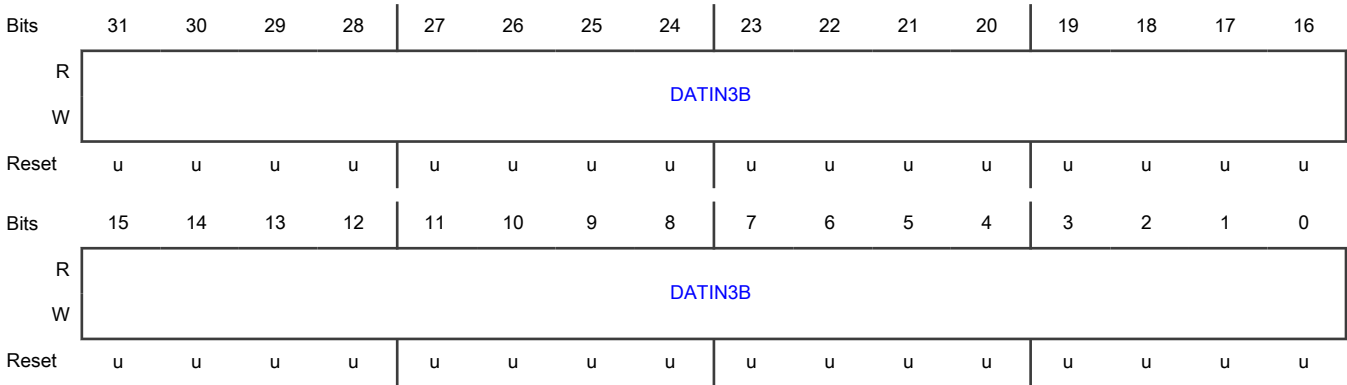 Bits 31 30 29 28 27 26 25 24 23 22 21 20 19 18 17 16
R
DATIN3B
W
Reset u u u u u u u u u u u u u u u u
Bits 15 14 13 12 11 10 9 8 7 6 5 4 3 2 1 0
R
DATIN3B
W
Reset u u u u u u u u u u u u u u u u